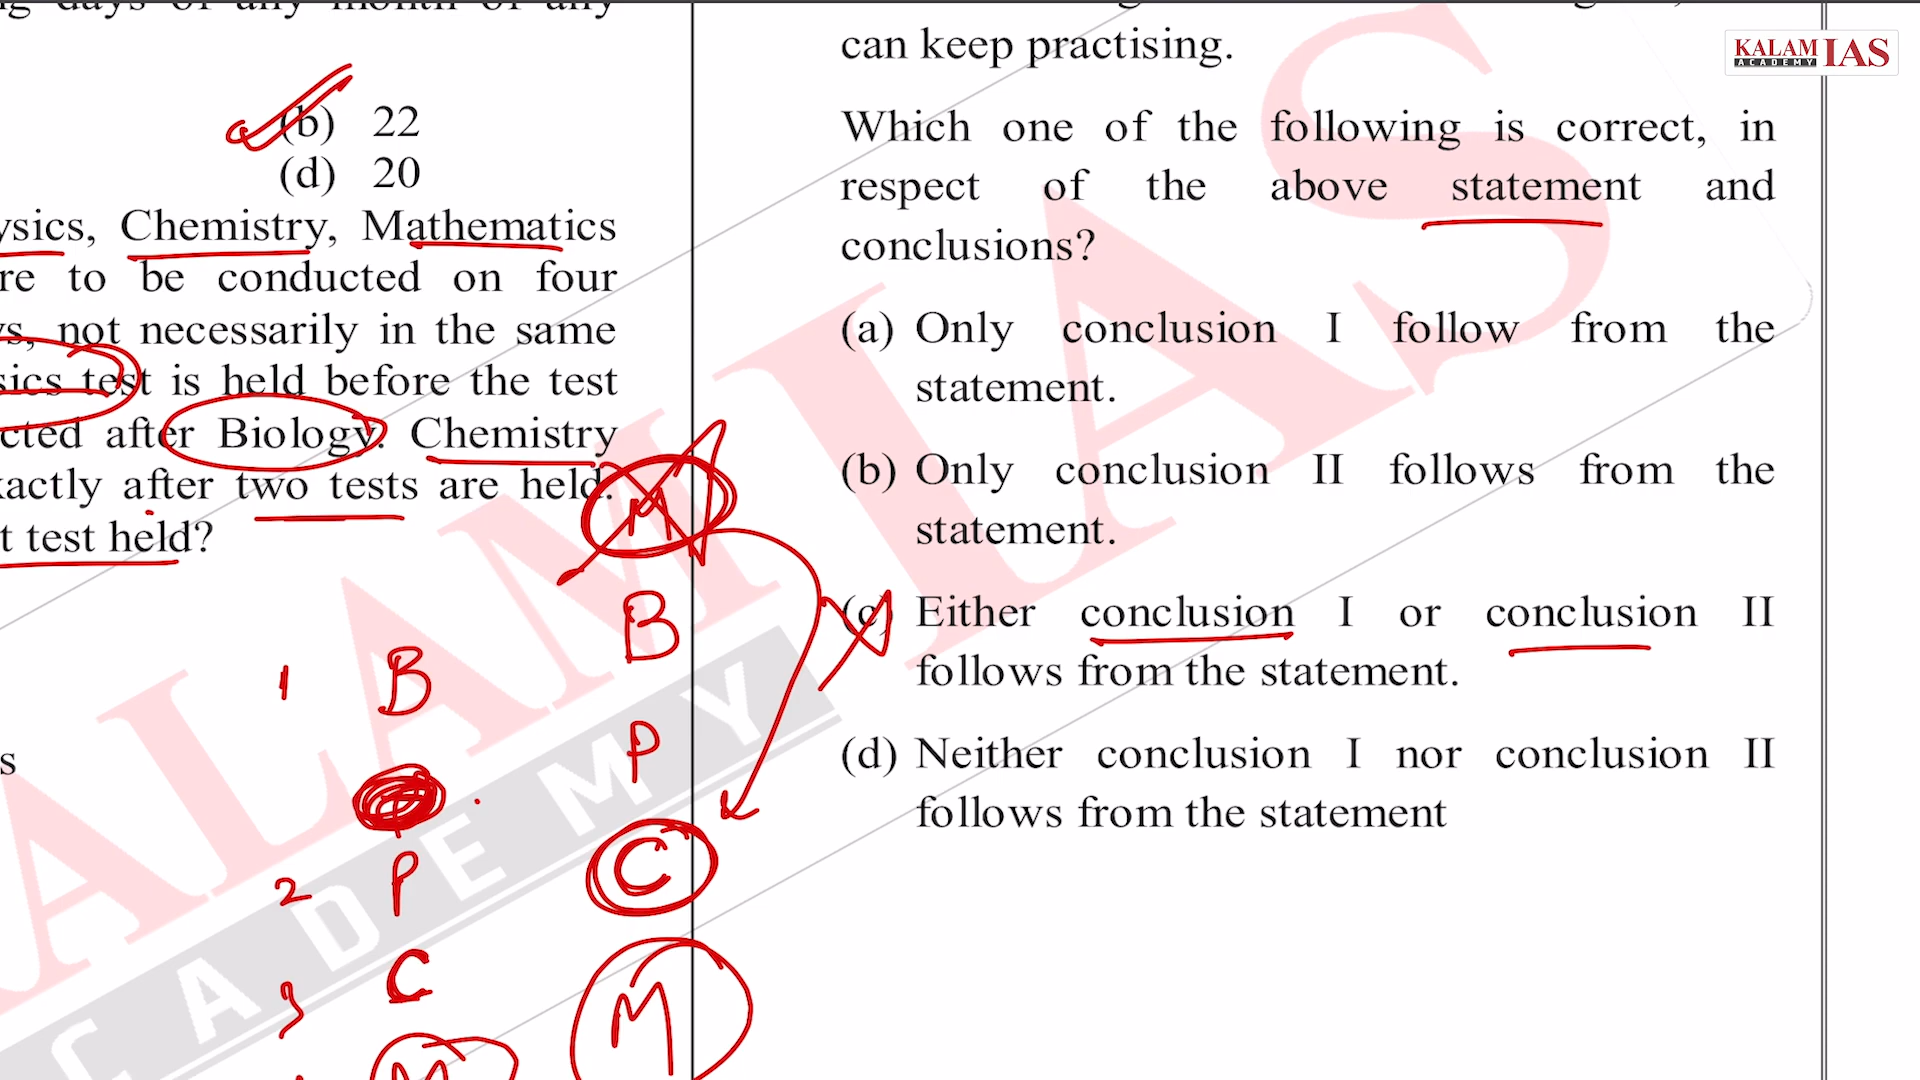 (b) 22
(d) 20
ysics, Chemistry, Mathematics
re to be conducted on four
s, not necessarily in the same
sics test is held before the test
cted after Biology. Chemistry
xactly after two tests are held.
t test held?
s
M
B
P
C
M
1 B
2 P
3 C
M
can keep practising.
Which one of the following is correct, in
respect of the above statement and
conclusions?
(a) Only conclusion I follow from the
statement.
(b) Only conclusion II follows from the
statement.
(c) Either conclusion I or conclusion II
follows from the statement.
(d) Neither conclusion I nor conclusion II
follows from the statement
KALAM IAS
ACADEMY
KALAM IAS
ACADEMY